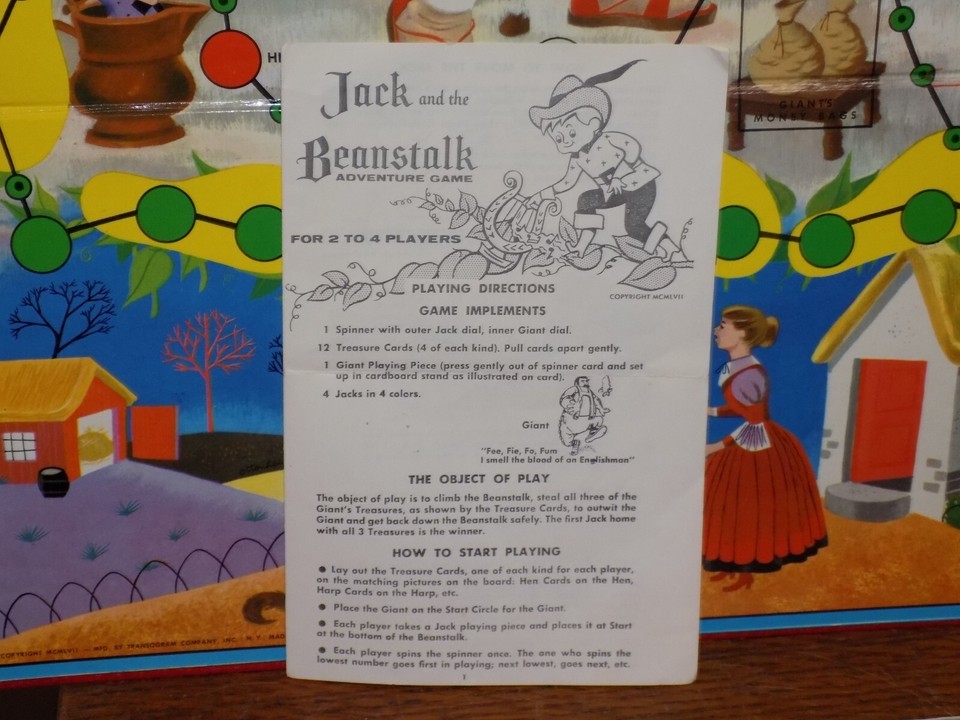 HI
GIANT'S
MONEY BAGS
Jack and the
Beanstalk
ADVENTURE GAME
FOR 2 TO 4 PLAYERS
PLAYING DIRECTIONS
COPYRIGHT MCMLVII
GAME IMPLEMENTS
1 Spinner with outer Jack dial, inner Giant dial.
12 Treasure Cards (4 of each kind). Pull cards apart gently.
1 Giant Playing Piece (press gently out of spinner card and set
up in cardboard stand as illustrated on card).
4 Jacks in 4 colors.
Giant
"Fee, Fie, Fo, Fum
I smell the blood of an Englishman"
THE OBJECT OF PLAY
The object of play is to climb the Beanstalk, steal all three of the
Giant's Treasures, as shown by the Treasure Cards, to outwit the
Giant and get back down the Beanstalk safely. The first Jack home
with all 3 Treasures is the winner.
HOW TO START PLAYING
● Lay out the Treasure Cards, one of each kind for each player,
on the matching pictures on the board: Hen Cards on the Hen,
Harp Cards on the Harp, etc.
● Place the Giant on the Start Circle for the Giant.
● Each player takes a Jack playing piece and places it at Start
at the bottom of the Beanstalk.
● Each player spins the spinner once. The one who spins the
lowest number goes first in playing; next lowest, goes next, etc.
1
COPYRIGHT MCMLVII — MFD. BY TRANSOGRAM COMPANY, INC. N. Y. MAD